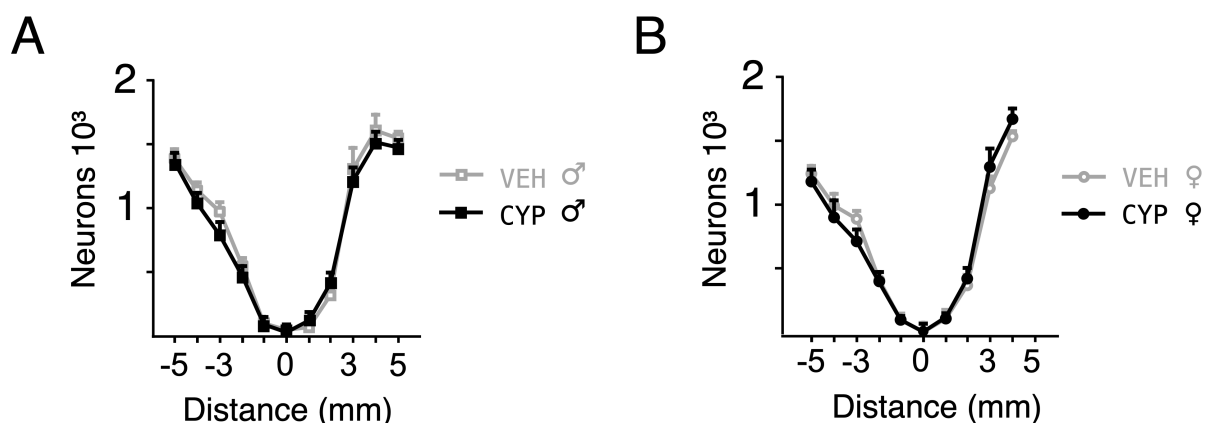 A
2
1
Neurons 10³
-5 -3 0 3 5
Distance (mm)
VEH ♂
CYP ♂
B
2
1
Neurons 10³
-5 -3 0 3 5
Distance (mm)
VEH ♀
CYP ♀